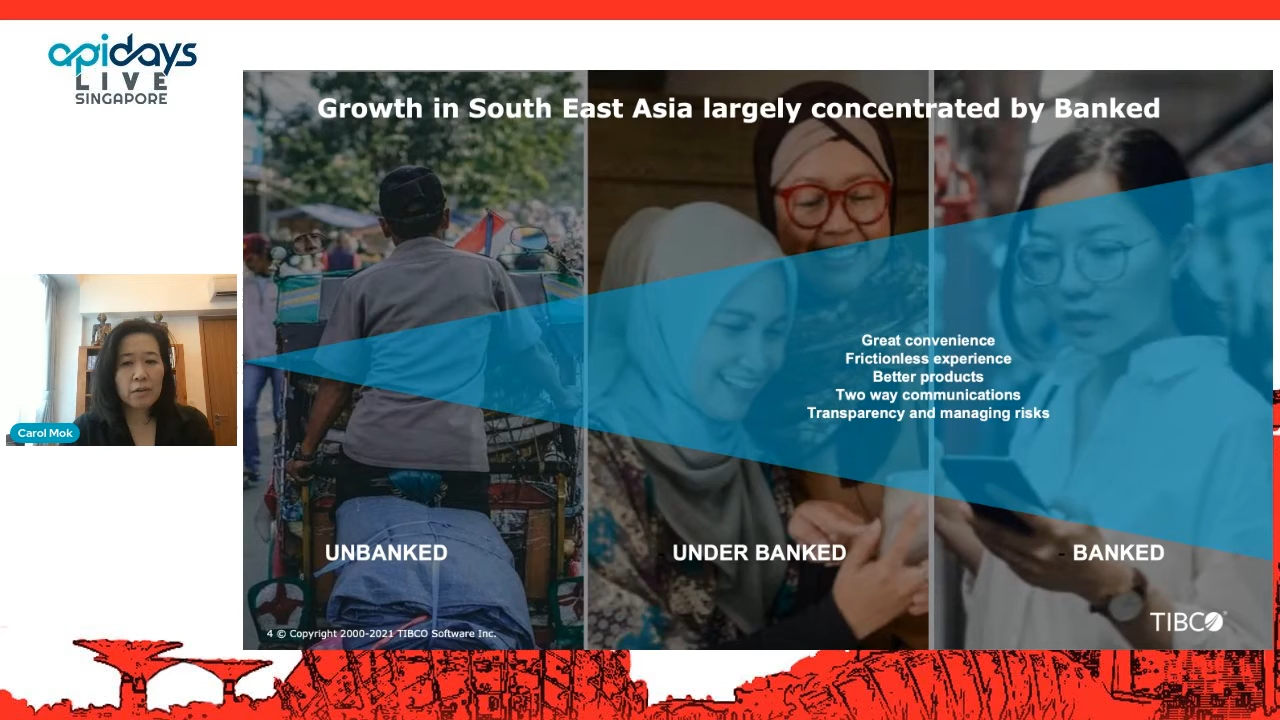 apidays
LIVE
SINGAPORE
Growth in South East Asia largely concentrated by Banked
Great convenience
Frictionless experience
Better products
Two way communications
Transparency and managing risks
Carol Mok
UNBANKED
- UNDER BANKED
- BANKED
4 © Copyright 2000-2021 TIBCO Software Inc.
TIBCO